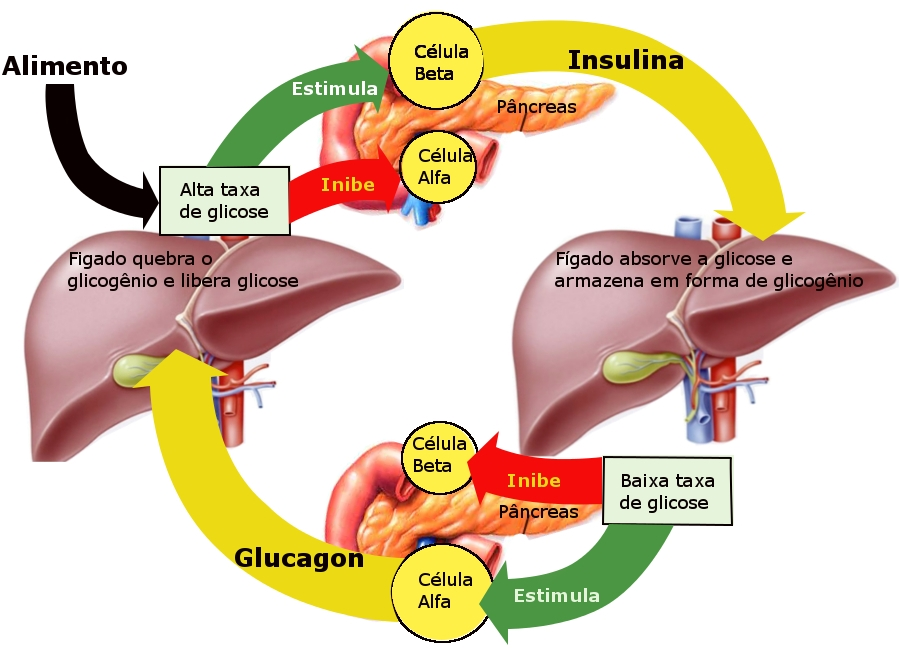 Alimento
Estimula
Célula
Beta
Insulina
Pâncreas
Célula
Alfa
Inibe
Alta taxa
de glicose
Figado quebra o
glicogênio e libera glicose
Fígado absorve a glicose e
armazena em forma de glicogênio
Célula
Beta
Inibe
Pâncreas
Baixa taxa
de glicose
Glucagon
Célula
Alfa
Estimula